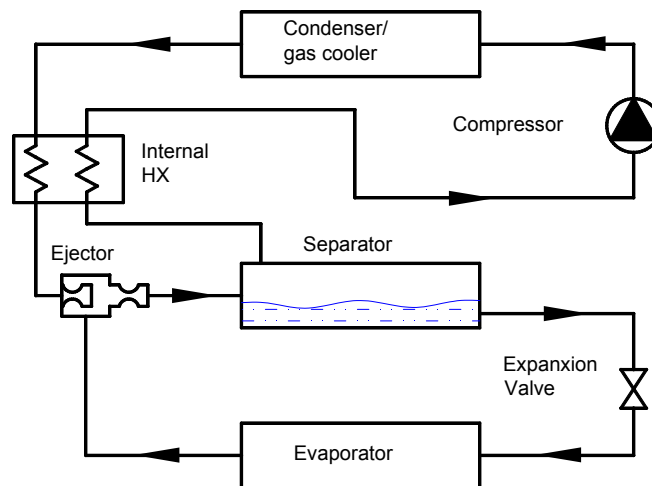 Condenser/
gas cooler
Compressor
Internal
HX
Ejector
Separator
Expanxion
Valve
Evaporator